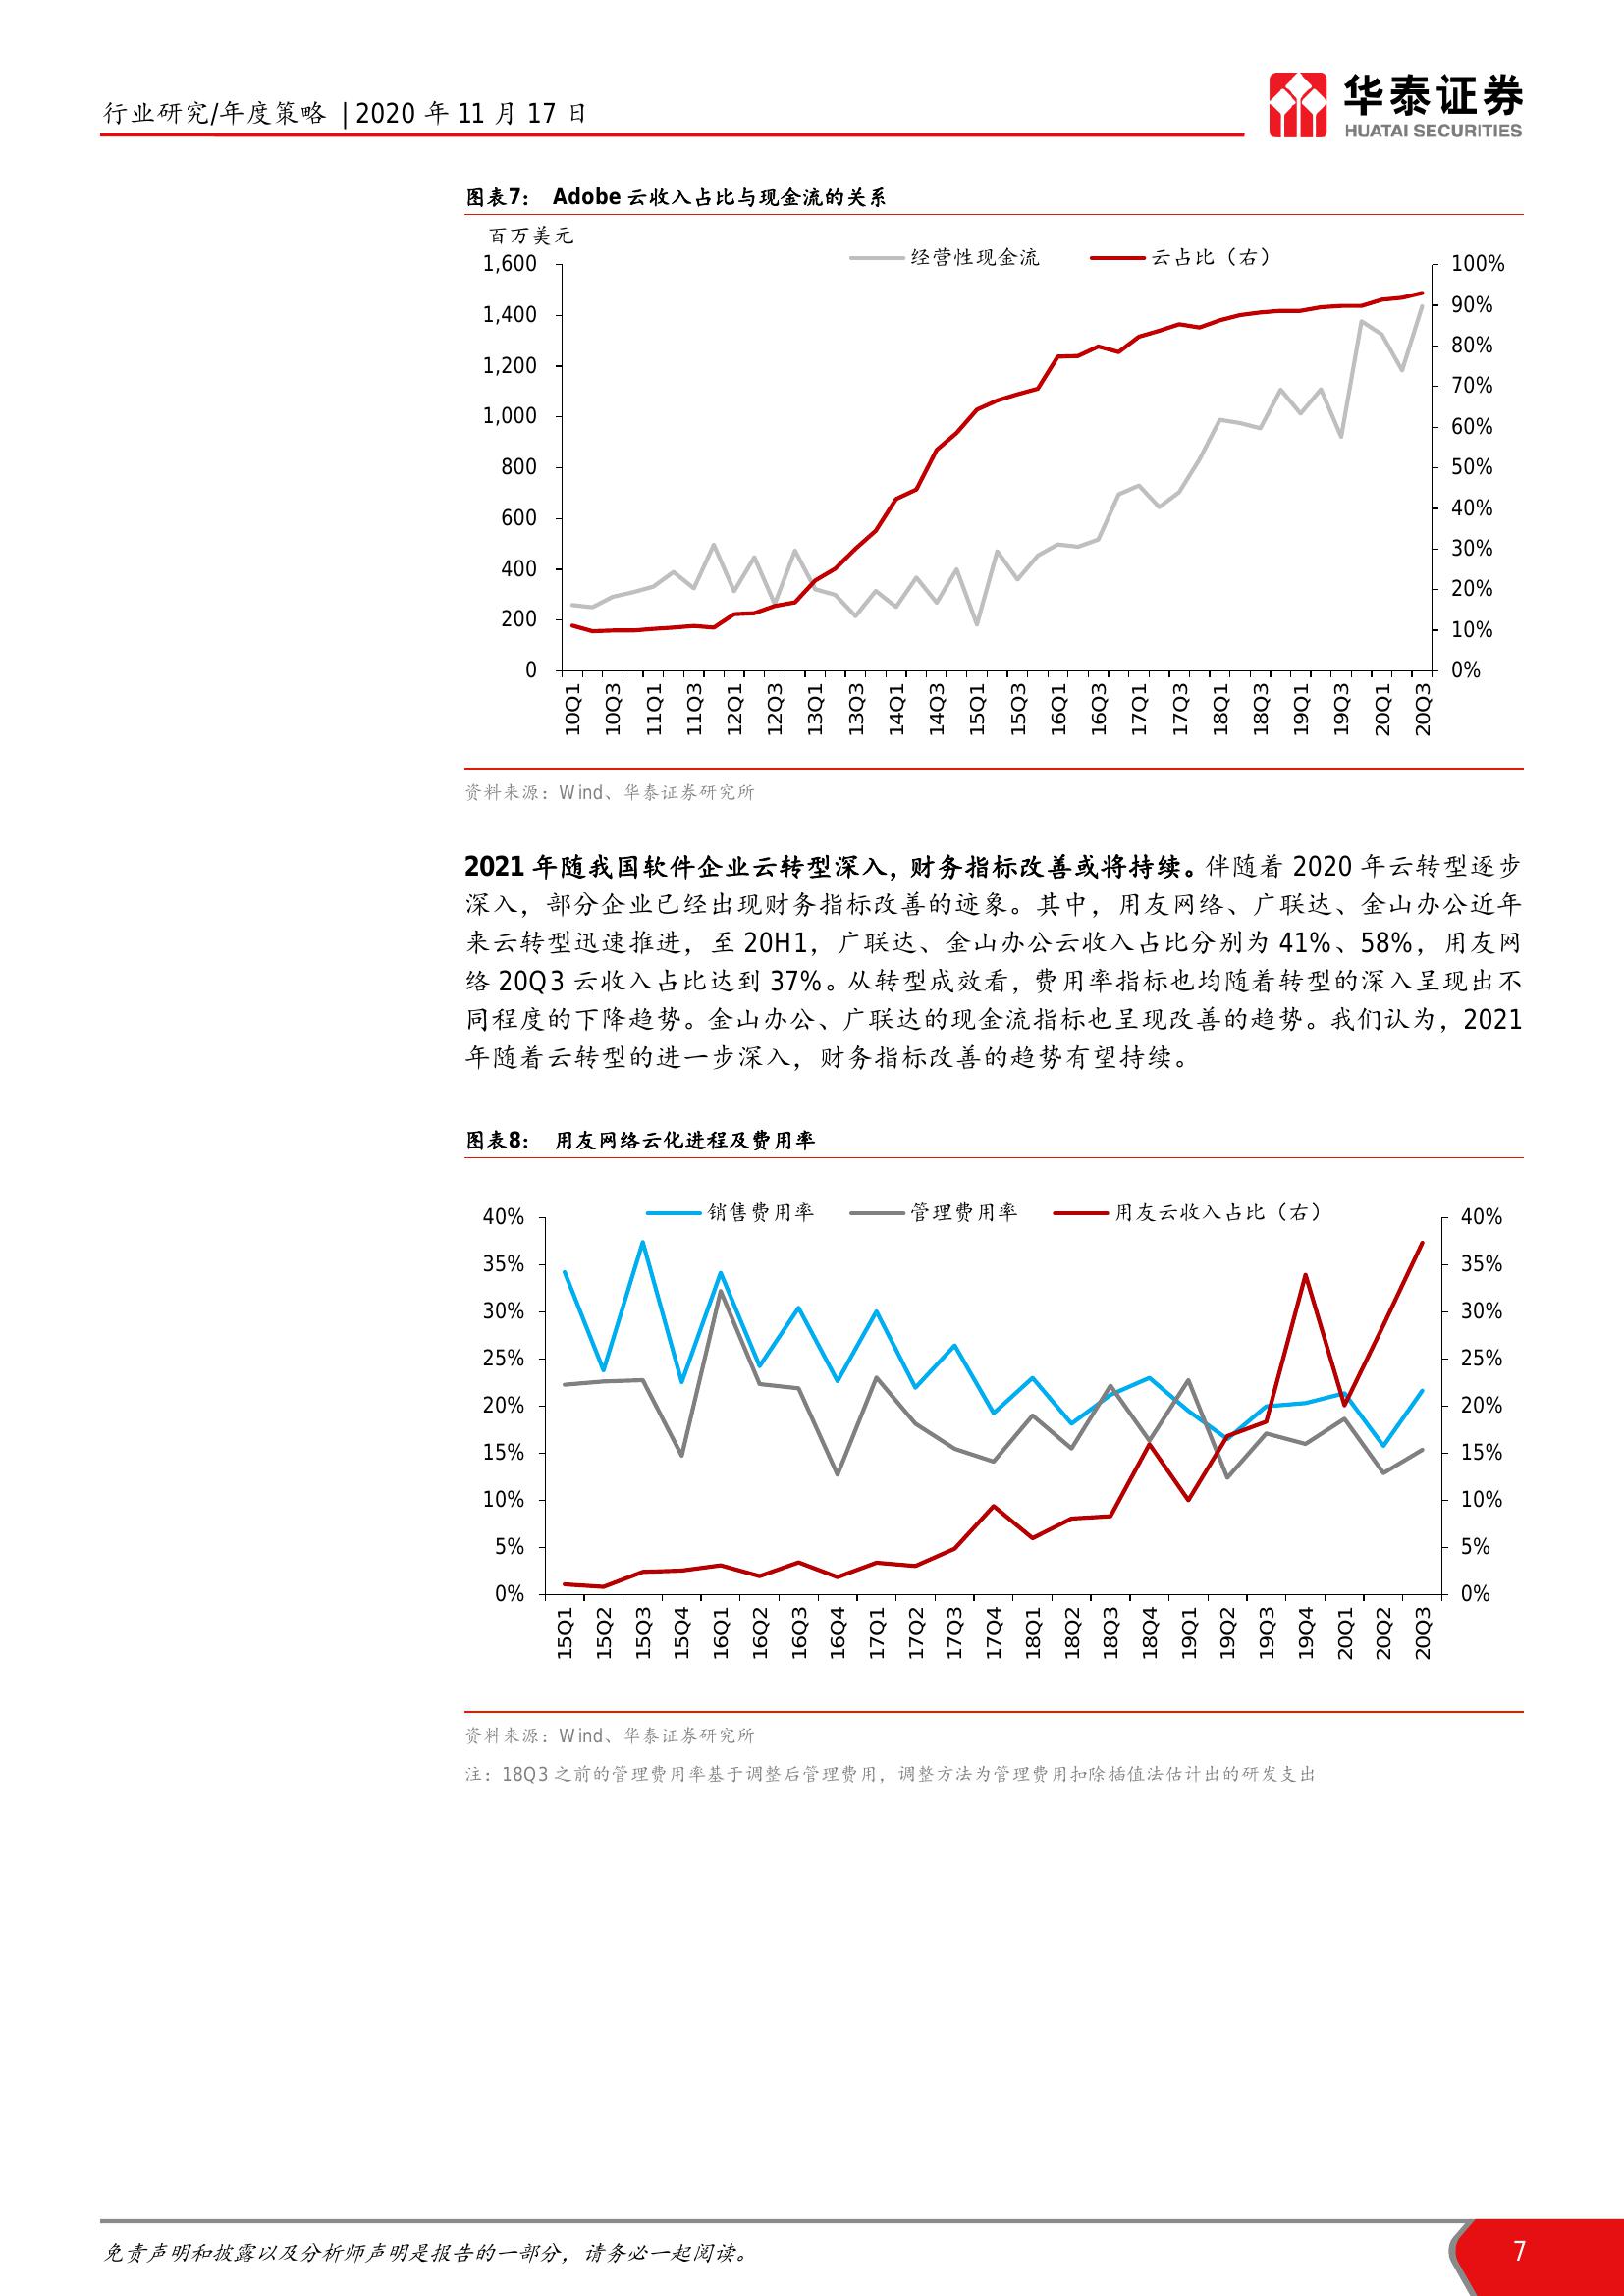 行业研究/年度策略 | 2020 年 11 月 17 日
华泰证券
HUATAI SECURITIES
图表7： Adobe 云收入占比与现金流的关系
百万美元
经营性现金流 云占比（右）
1,600 100%
1,400 90%
1,200 80%
1,000 70%
800 60%
600 50%
400 40%
200 30%
0 20%
10%
0%
10Q1 10Q3 11Q1 11Q3 12Q1 12Q3 13Q1 13Q3 14Q1 14Q3 15Q1 15Q3 16Q1 16Q3 17Q1 17Q3 18Q1 18Q3 19Q1 19Q3 20Q1 20Q3
资料来源：Wind、华泰证券研究所
2021 年随我国软件企业云转型深入，财务指标改善或将持续。伴随着 2020 年云转型逐步
深入，部分企业已经出现财务指标改善的迹象。其中，用友网络、广联达、金山办公近年
来云转型迅速推进，至 20H1，广联达、金山办公云收入占比分别为 41%、58%，用友网
络 20Q3 云收入占比达到 37%。从转型成效看，费用率指标也均随着转型的深入呈现出不
同程度的下降趋势。金山办公、广联达的现金流指标也呈现改善的趋势。我们认为，2021
年随着云转型的进一步深入，财务指标改善的趋势有望持续。
图表8： 用友网络云化进程及费用率
销售费用率 管理费用率 用友云收入占比（右）
40% 40%
35% 35%
30% 30%
25% 25%
20% 20%
15% 15%
10% 10%
5% 5%
0% 0%
15Q1 15Q2 15Q3 15Q4 16Q1 16Q2 16Q3 16Q4 17Q1 17Q2 17Q3 17Q4 18Q1 18Q2 18Q3 18Q4 19Q1 19Q2 19Q3 19Q4 20Q1 20Q2 20Q3
资料来源：Wind、华泰证券研究所
注：18Q3 之前的管理费用率基于调整后管理费用，调整方法为管理费用扣除插值法估计出的研发支出
免责声明和披露以及分析师声明是报告的一部分，请务必一起阅读。
7